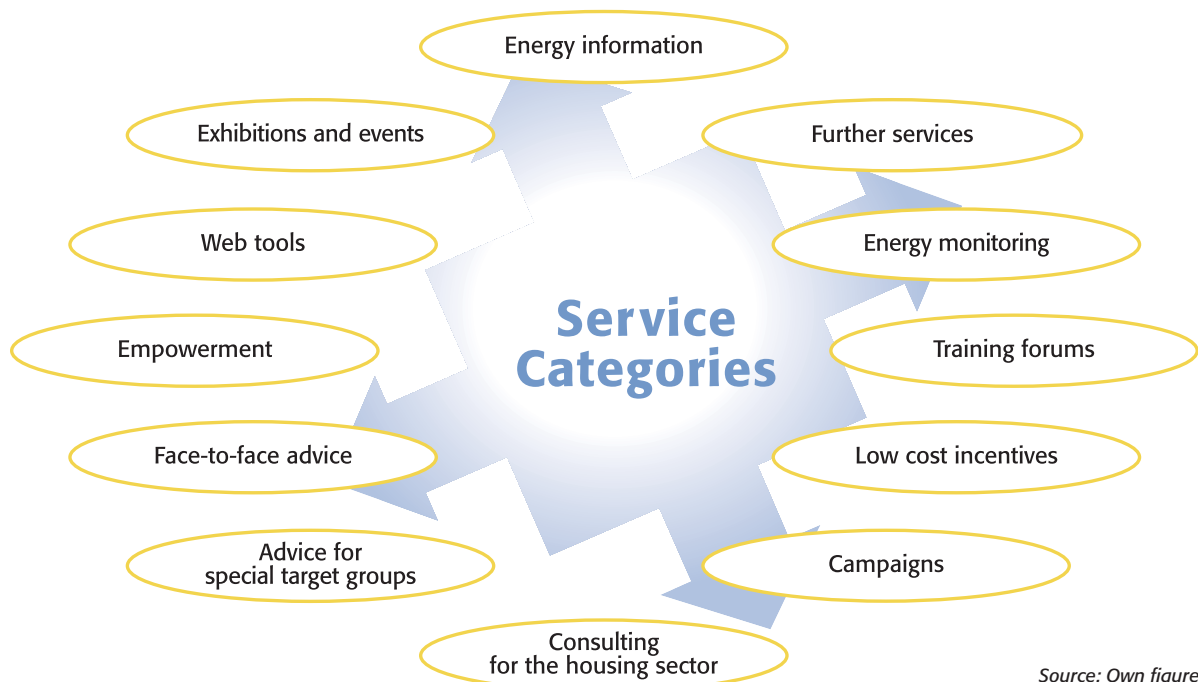 Energy information
Exhibitions and events
Further services
Web tools
Energy monitoring
Service
Categories
Empowerment
Training forums
Face-to-face advice
Low cost incentives
Advice for
special target groups
Campaigns
Consulting
for the housing sector
Source: Own figure